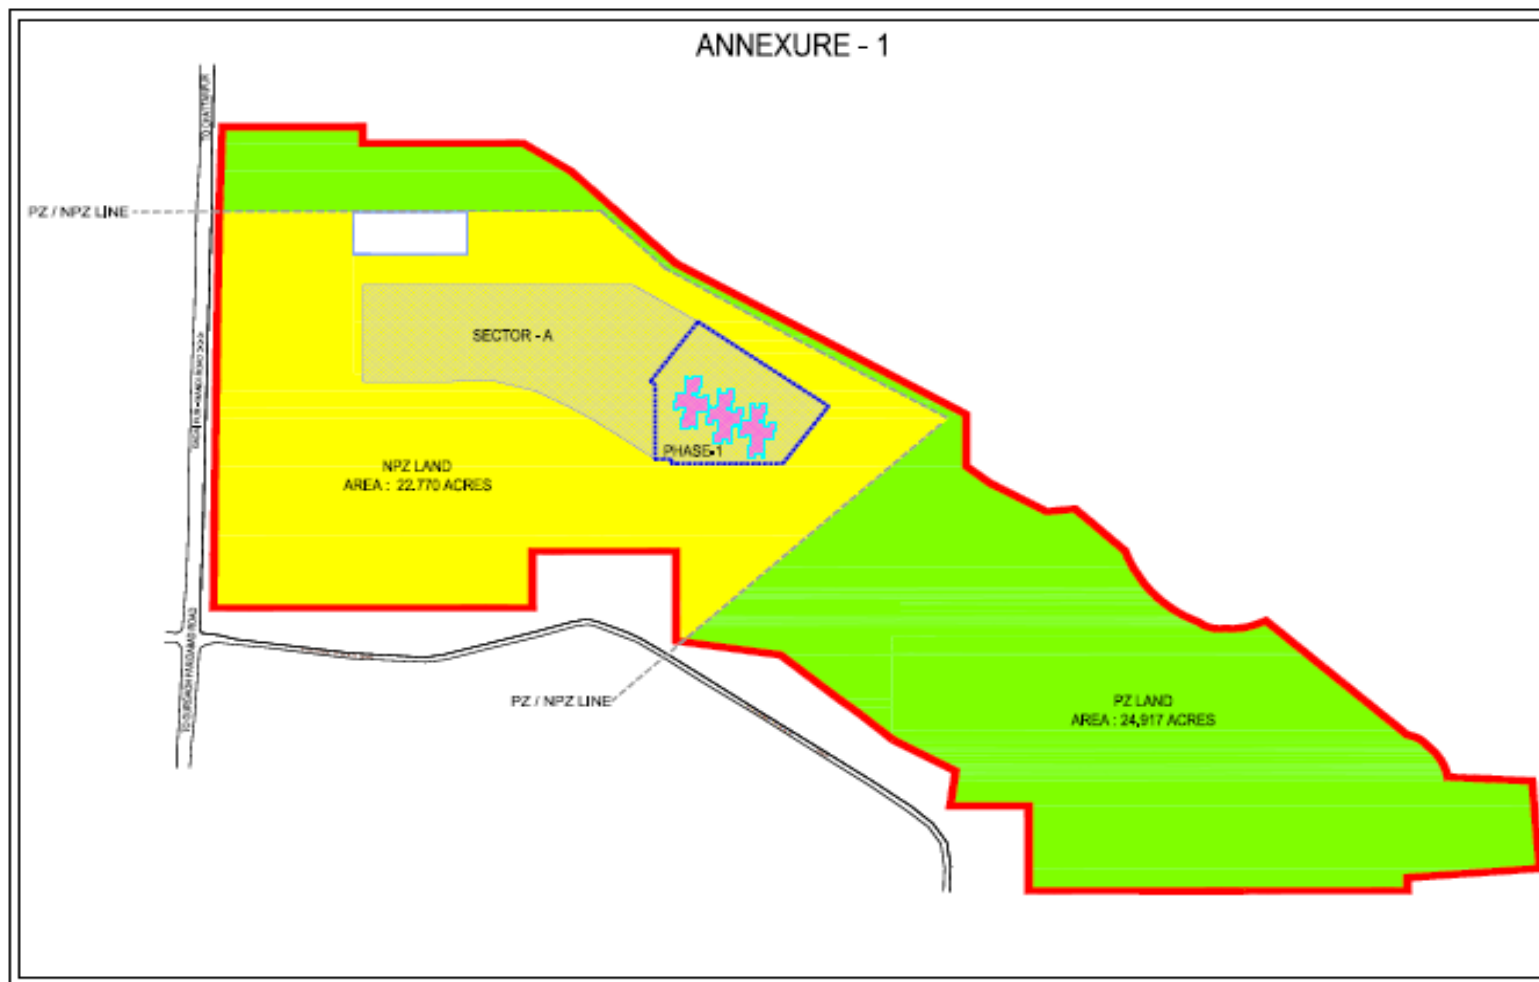 ANNEXURE - 1
PZ / NPZ LINE
SECTOR - A
PHASE-1
NPZ LAND
AREA : 22.770 ACRES
PZ / NPZ LINE
PZ LAND
AREA : 24.917 ACRES